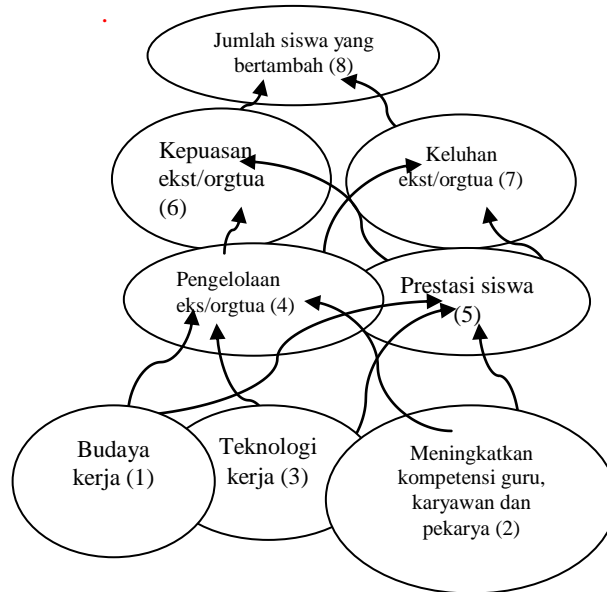 Jumlah siswa yang
bertambah (8)
Kepuasan
ekst/orgtua
(6)
Keluhan
ekst/orgtua (7)
Pengelolaan
eks/orgtua (4)
Prestasi siswa
(5)
Budaya
kerja (1)
Teknologi
kerja (3)
Meningkatkan
kompetensi guru,
karyawan dan
pekarya (2)